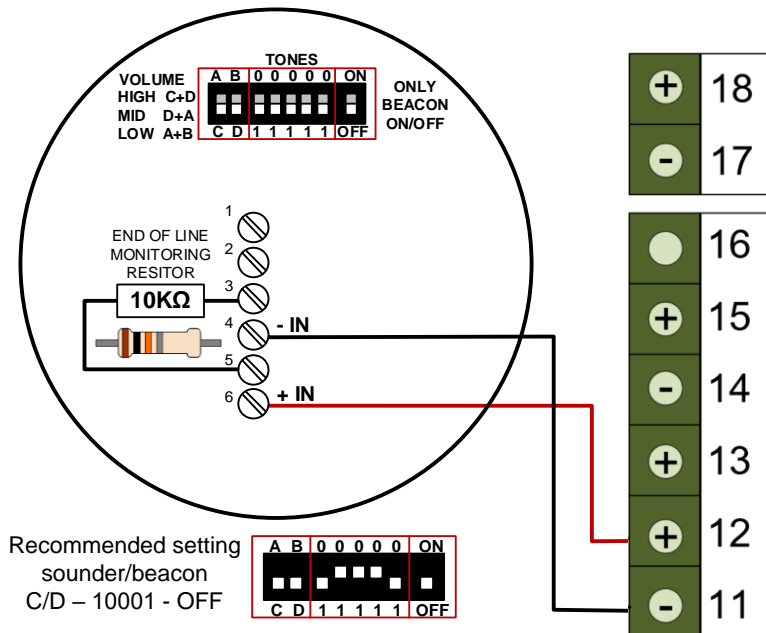 TONES
VOLUME A B 0 0 0 0 0 ON
HIGH C+D
MID D+A
LOW A+B C D 1 1 1 1 1 OFF
ONLY
BEACON
ON/OFF
+ 18
- 17
16
+ 15
- 14
+ 13
+ 12
- 11
END OF LINE
MONITORING
RESITOR
10KΩ
1
2
3
4 - IN
5
6 + IN
Recommended setting
sounder/beacon
C/D – 10001 - OFF
A B 0 0 0 0 0 ON
C D 1 1 1 1 1 OFF